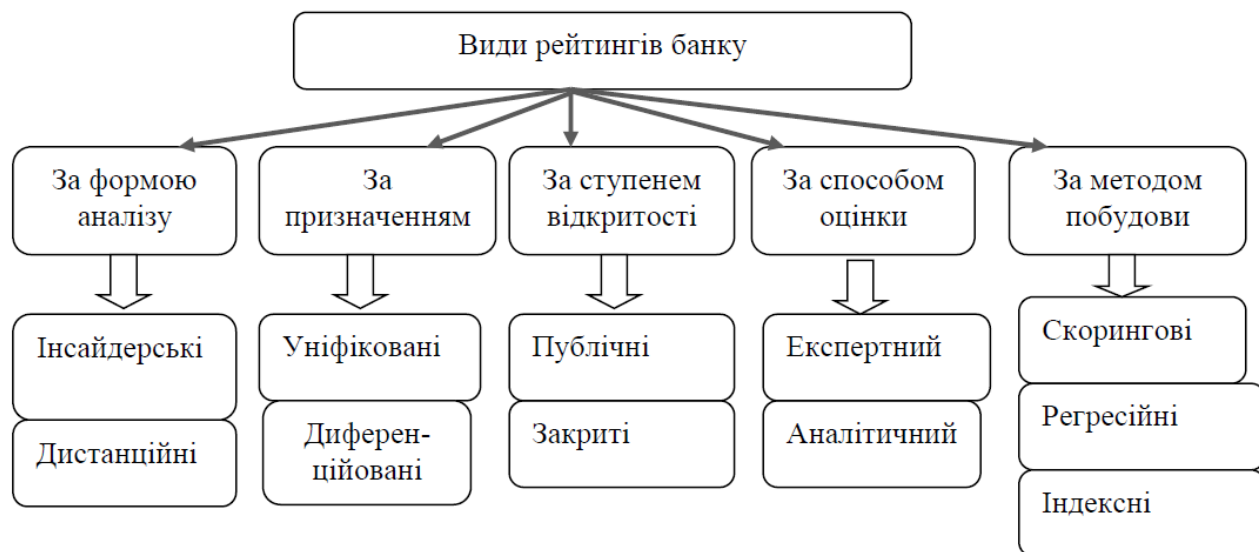 Види рейтингів банку
За формою
аналізу
За
призначенням
За ступенем
відкритості
За способом
оцінки
За методом
побудови
Інсайдерські
Дистанційні
Уніфіковані
Диферен-
ційовані
Публічні
Закриті
Експертний
Аналітичний
Скорингові
Регресійні
Індексні